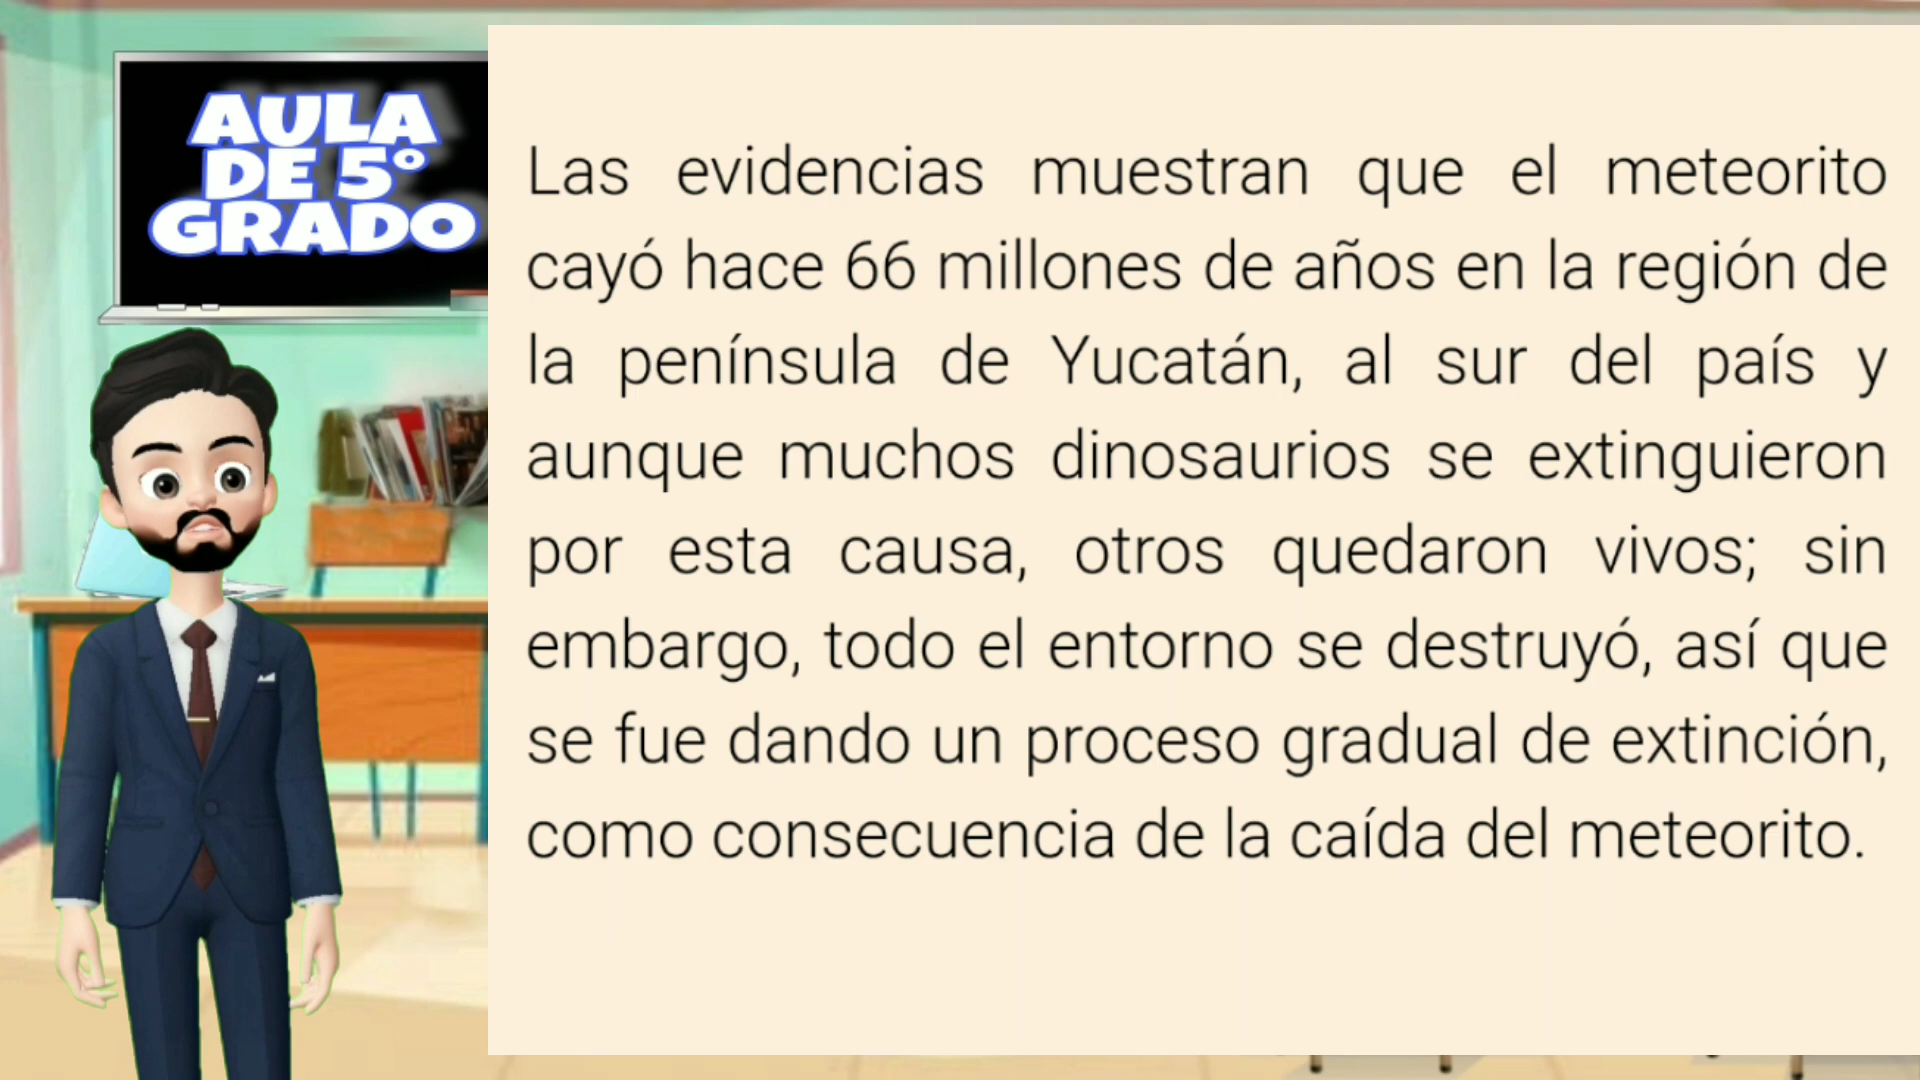 AULA
DE 5º
GRADO
Las evidencias muestran que el meteorito
cayó hace 66 millones de años en la región de
la península de Yucatán, al sur del país y
aunque muchos dinosaurios se extinguieron
por esta causa, otros quedaron vivos; sin
embargo, todo el entorno se destruyó, así que
se fue dando un proceso gradual de extinción,
como consecuencia de la caída del meteorito.